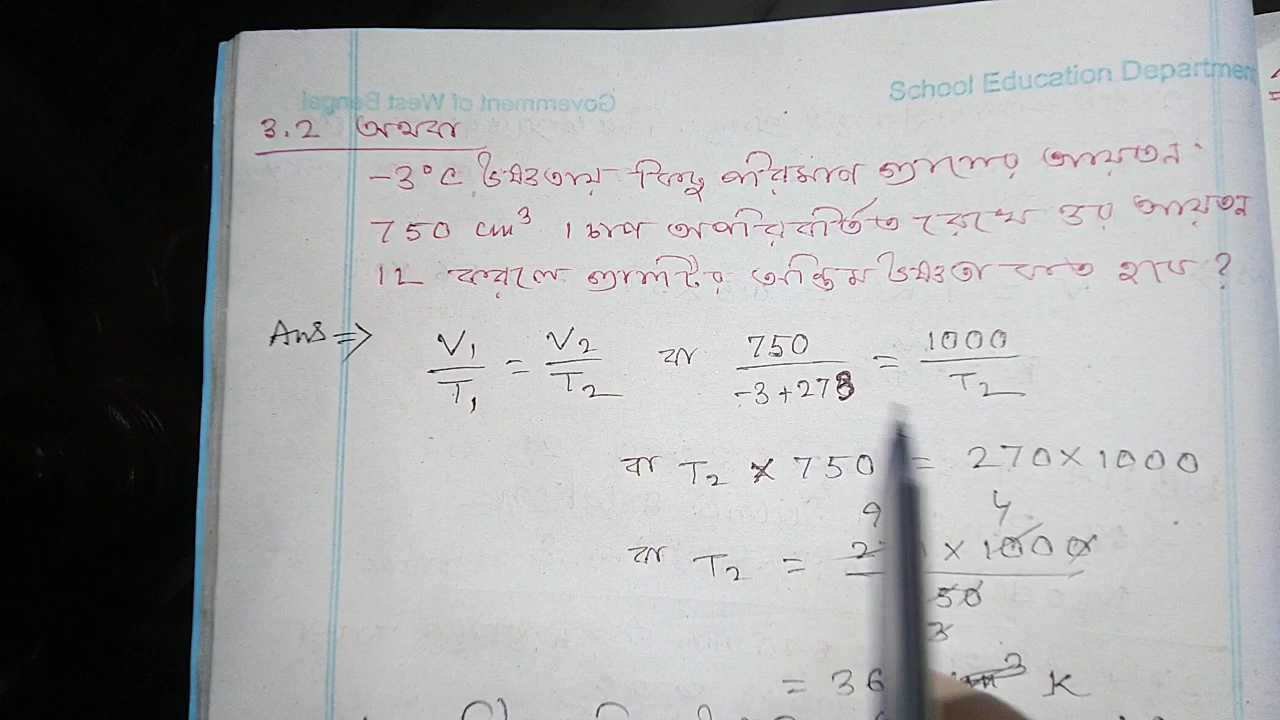 School Education Department
Government of West Bengal
3.2 অথবা
-3°C উষ্ণতায় কিছু পরিমাণ গ্যাসের আয়তন
750 cm³ । চাপ অপরিবর্তিত রেখে ওর আয়তন
1L করলে গ্যাসটির অন্তিম উষ্ণতা কত হবে ?
Ans ⇒ V₁/T₁ = V₂/T₂ বা 750/-3+273 = 1000/T₂
বা T₂ × 750 = 270×1000
বা T₂ = × 1000
= K